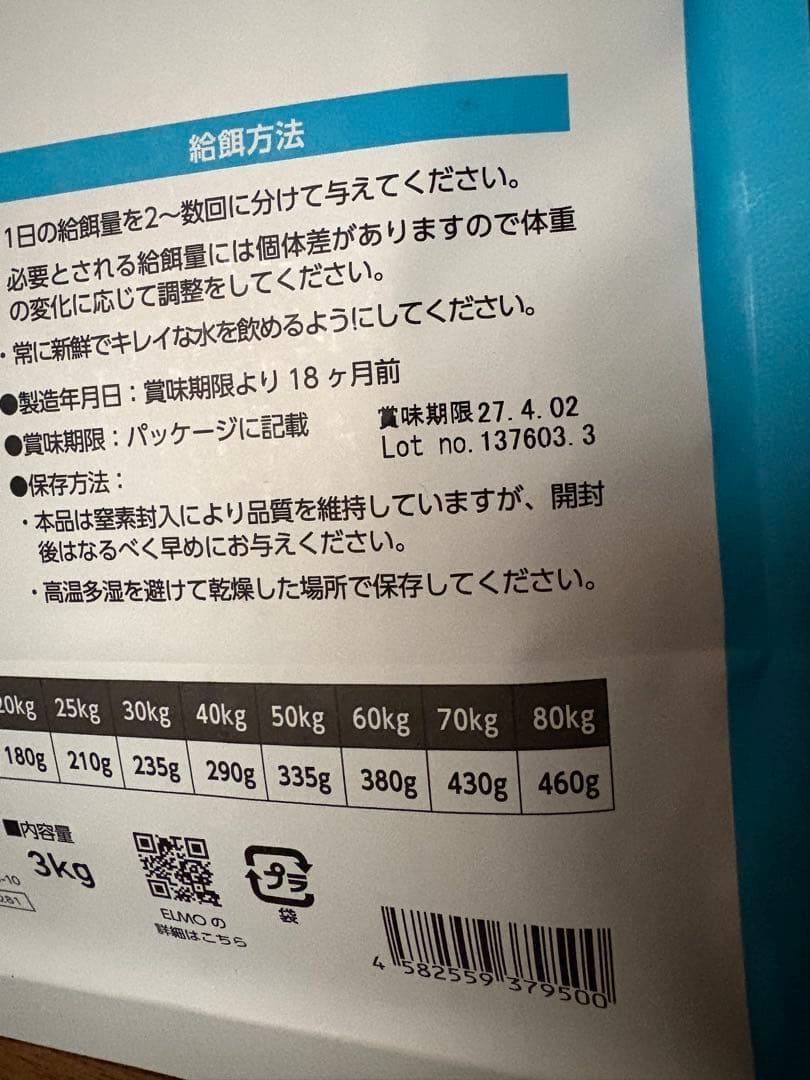 給餌方法
1日の給餌量を2〜数回に分けて与えてください。
必要とされる給餌量には個体差がありますので体重
の変化に応じて調整をしてください。
・常に新鮮でキレイな水を飲めるようにしてください。
●製造年月日：賞味期限より 18 ヶ月前
●賞味期限：パッケージに記載
賞味期限27.4.02
Lot no.137603.3
●保存方法：
・本品は窒素封入により品質を維持していますが、開封
後はなるべく早めにお与えください。
・高温多湿を避けて乾燥した場所で保存してください。
20kg 25kg 30kg 40kg 50kg 60kg 70kg 80kg
180g 210g 235g 290g 335g 380g 430g 460g
■内容量
3kg
プラ
袋
ELMOの
詳細はこちら
4 582559 379500